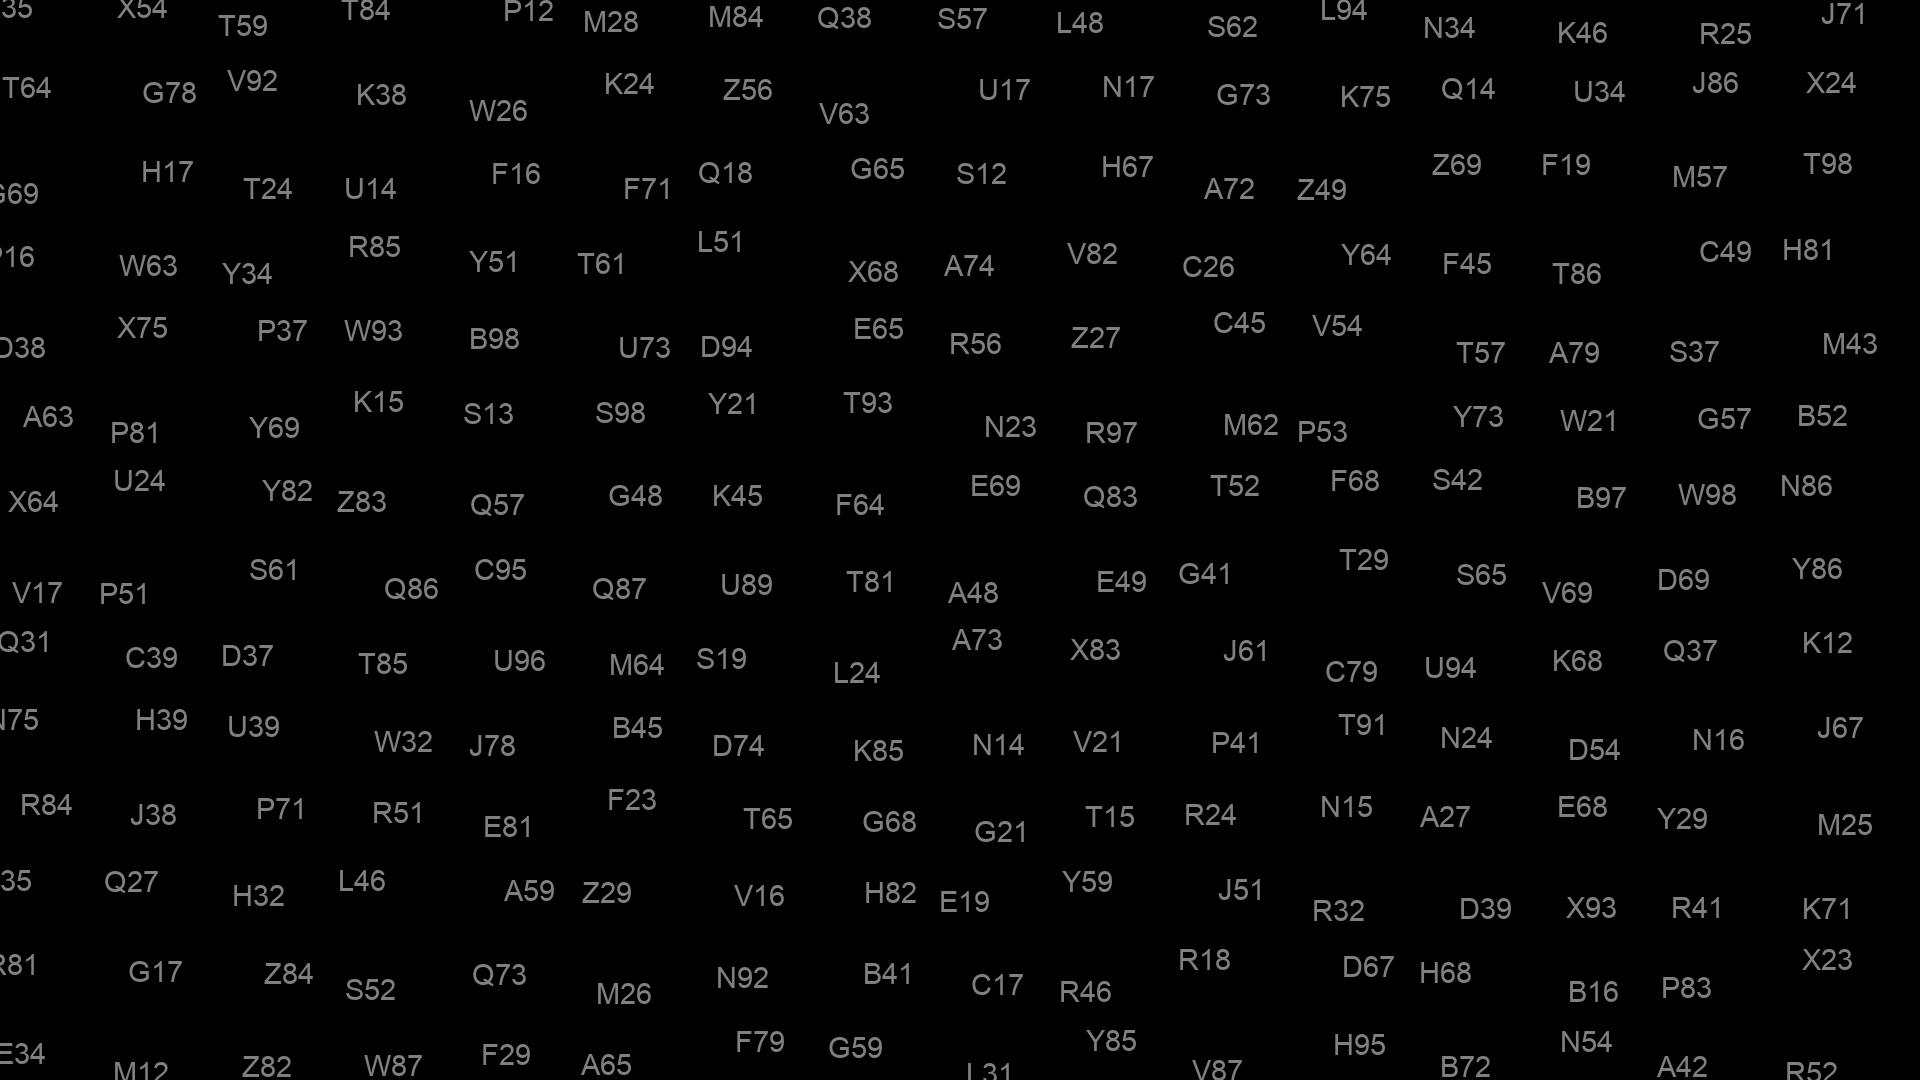 35 X54 T59 T84 P12 M28 M84 Q38 S57 L48 S62 L94 N34 K46 R25 J71
T64 G78 V92 K38 W26 K24 Z56 V63 U17 N17 G73 K75 Q14 U34 J86 X24
G69 H17 T24 U14 F16 F71 Q18 G65 S12 H67 A72 Z49 Z69 F19 M57 T98
P16 W63 Y34 R85 Y51 T61 L51 X68 A74 V82 C26 Y64 F45 T86 C49 H81
D38 X75 P37 W93 B98 U73 D94 E65 R56 Z27 C45 V54 T57 A79 S37 M43
A63 P81 Y69 K15 S13 S98 Y21 T93 N23 R97 M62 P53 Y73 W21 G57 B52
X64 U24 Y82 Z83 Q57 G48 K45 F64 E69 Q83 T52 F68 S42 B97 W98 N86
V17 P51 S61 Q86 C95 Q87 U89 T81 A48 E49 G41 T29 S65 V69 D69 Y86
Q31 C39 D37 T85 U96 M64 S19 L24 A73 X83 J61 C79 U94 K68 Q37 K12
N75 H39 U39 W32 J78 B45 D74 K85 N14 V21 P41 T91 N24 D54 N16 J67
R84 J38 P71 R51 E81 F23 T65 G68 G21 T15 R24 N15 A27 E68 Y29 M25
35 Q27 H32 L46 A59 Z29 V16 H82 E19 Y59 J51 R32 D39 X93 R41 K71
R81 G17 Z84 S52 Q73 M26 N92 B41 C17 R46 R18 D67 H68 B16 P83 X23
E34 M12 Z82 W87 F29 A65 F79 G59 L31 Y85 V87 H95 B72 N54 A42 R52